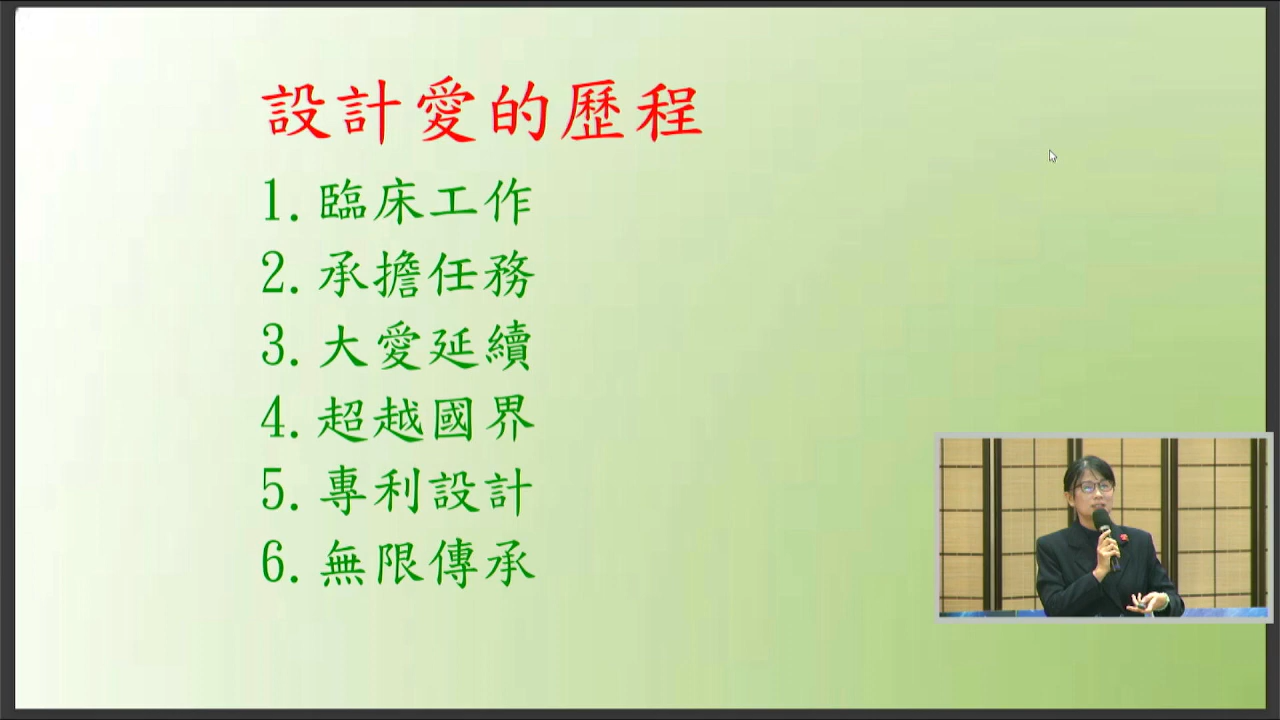 設計愛的歷程
1.臨床工作
2.承擔任務
3.大愛延續
4.超越國界
5.專利設計
6.無限傳承